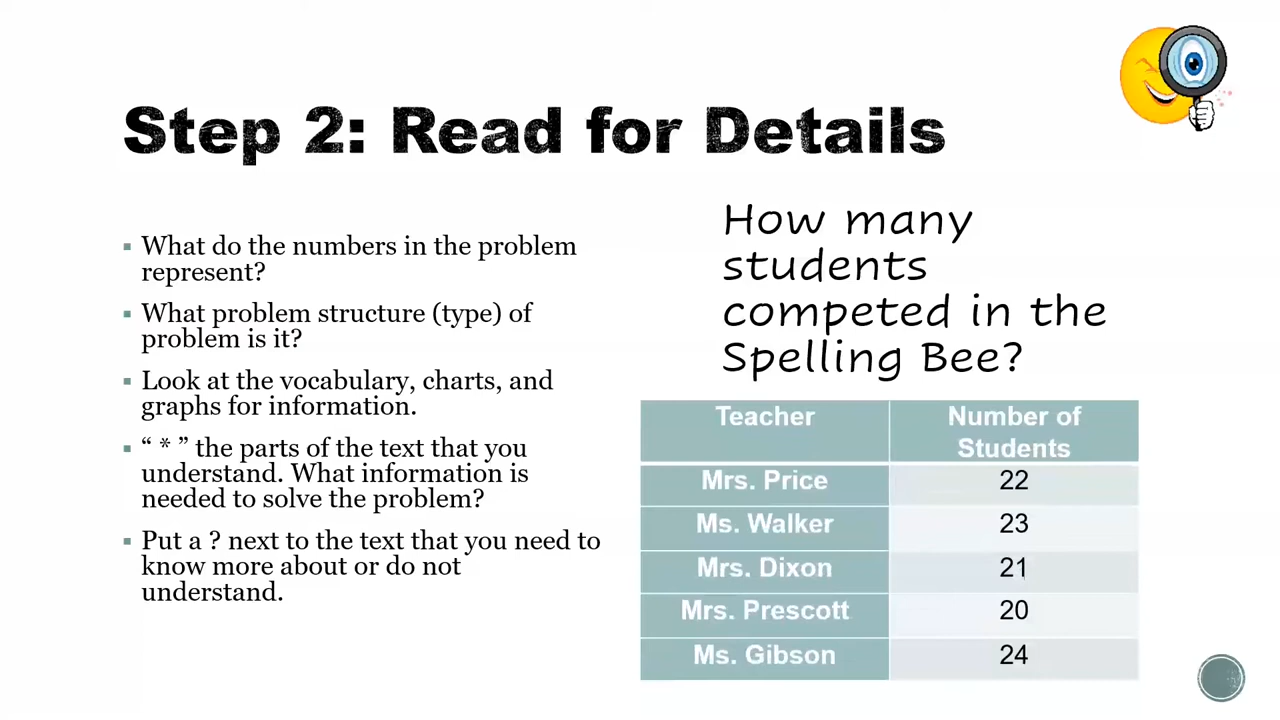 Step 2: Read for Details
▪ What do the numbers in the problem
represent?
▪ What problem structure (type) of
problem is it?
▪ Look at the vocabulary, charts, and
graphs for information.
▪ “ * ” the parts of the text that you
understand. What information is
needed to solve the problem?
▪ Put a ? next to the text that you need to
know more about or do not
understand.
How many
students
competed in the
Spelling Bee?
Teacher Number of
Students
Mrs. Price 22
Ms. Walker 23
Mrs. Dixon 21
Mrs. Prescott 20
Ms. Gibson 24